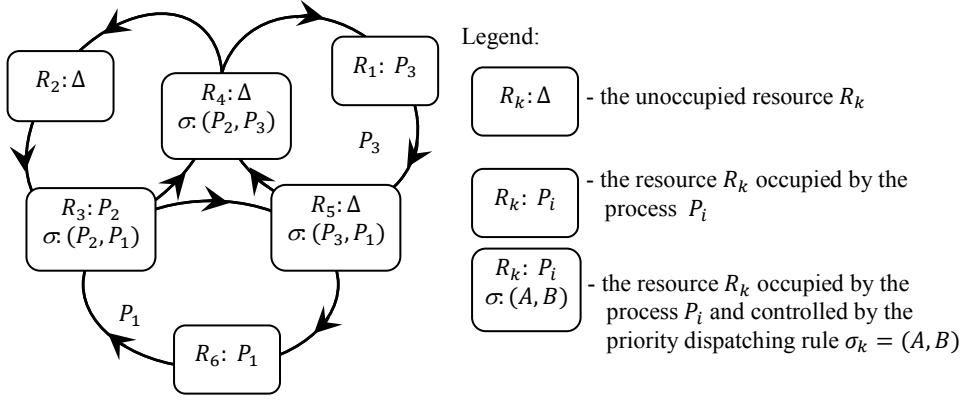 Legend:
R₂: Δ
R₁: P₃
R₄: Δ
σ: (P₂, P₃)
P₃
R₃: P₂
σ: (P₂, P₁)
R₅: Δ
σ: (P₃, P₁)
P₁
R₆: P₁
Rₖ: Δ
- the unoccupied resource Rₖ
Rₖ: Pᵢ
- the resource Rₖ occupied by the
process Pᵢ
Rₖ: Pᵢ
σ: (A, B)
- the resource Rₖ occupied by the
process Pᵢ and controlled by the
priority dispatching rule σₖ = (A, B)